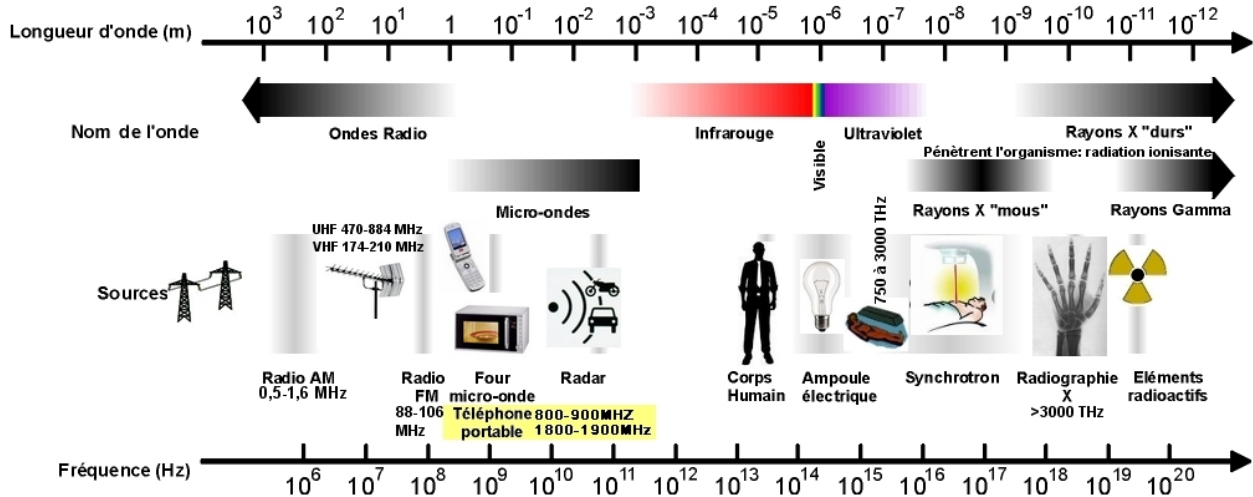 Longueur d'onde (m)
10³ 10² 10¹ 1 10⁻¹ 10⁻² 10⁻³ 10⁻⁴ 10⁻⁵ 10⁻⁶ 10⁻⁷ 10⁻⁸ 10⁻⁹ 10⁻¹⁰ 10⁻¹¹ 10⁻¹²
Nom de l'onde
Ondes Radio
Infrarouge
Visible
Ultraviolet
Rayons X "durs"
Pénètrent l'organisme: radiation ionisante
Micro-ondes
Rayons X "mous"
Rayons Gamma
Sources
UHF 470-884 MHz
VHF 174-210 MHz
750 à 3000 THz
Radio AM
0,5-1,6 MHz
Radio
FM
88-106
MHz
Four
micro-onde
Téléphone 800-900MHZ
portable 1800-1900MHz
Radar
Corps
Humain
Ampoule
électrique
Synchrotron
Radiographie
X
>3000 THz
Eléments
radioactifs
Fréquence (Hz)
10⁶ 10⁷ 10⁸ 10⁹ 10¹⁰ 10¹¹ 10¹² 10¹³ 10¹⁴ 10¹⁵ 10¹⁶ 10¹⁷ 10¹⁸ 10¹⁹ 10²⁰